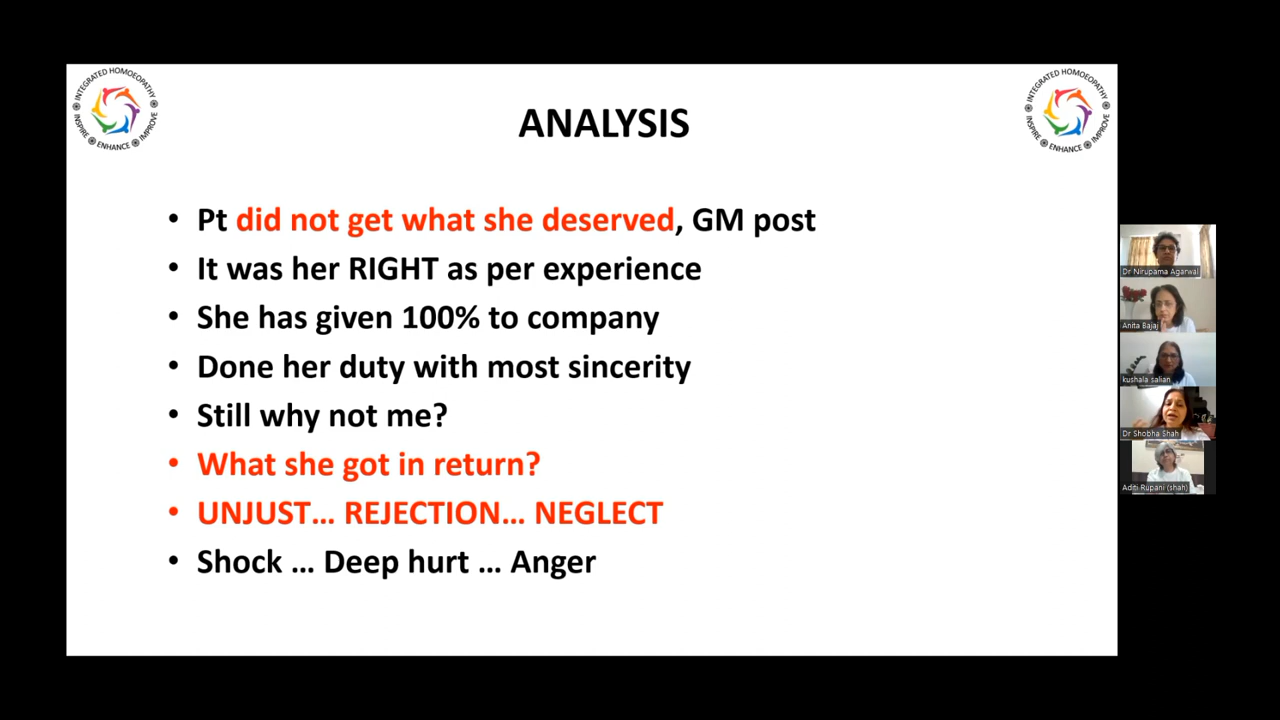 INTEGRATED HOMOEOPATHY
INSPIRE ENHANCE IMPROVE
ANALYSIS
INTEGRATED HOMOEOPATHY
INSPIRE ENHANCE IMPROVE
• Pt did not get what she deserved, GM post
• It was her RIGHT as per experience
• She has given 100% to company
• Done her duty with most sincerity
• Still why not me?
• What she got in return?
• UNJUST... REJECTION... NEGLECT
• Shock ... Deep hurt ... Anger
Dr Nirupama Agarwal
Anita Bajaj
kushala salian
Dr Shobha Shah
Aditi Rupani (shah)